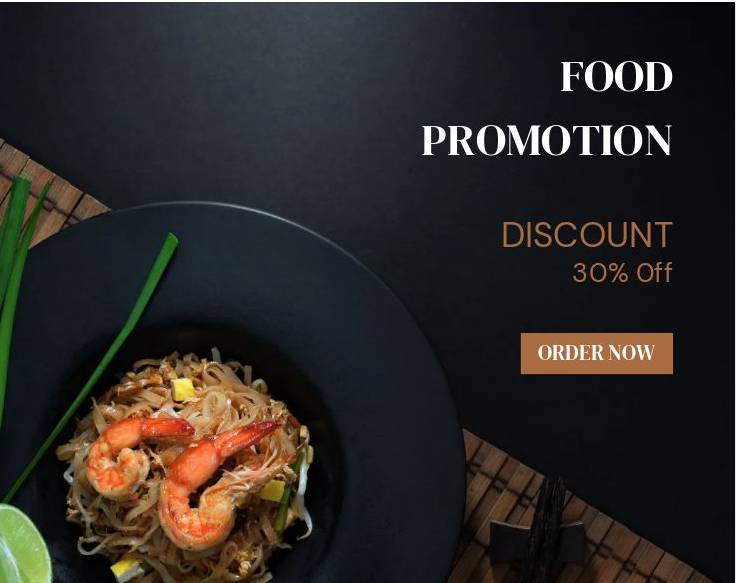 FOOD
PROMOTION
DISCOUNT
30% Off
ORDER NOW